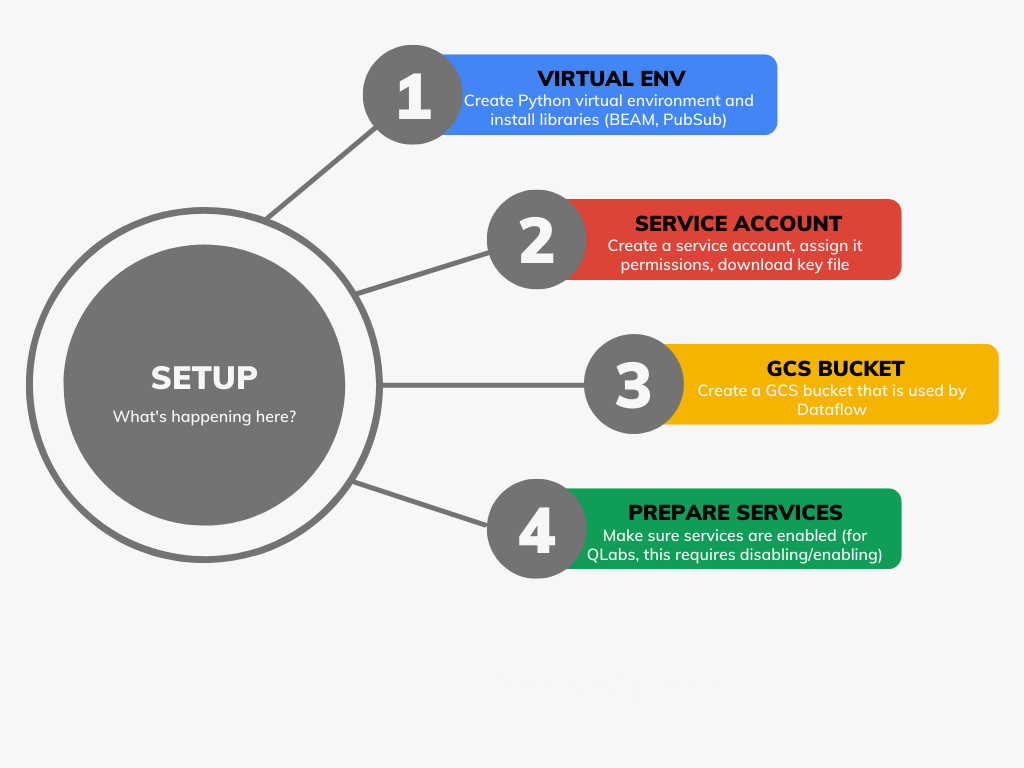 1
VIRTUAL ENV
Create Python virtual environment and
install libraries (BEAM, PubSub)
2
SERVICE ACCOUNT
Create a service account, assign it
permissions, download key file
SETUP
What's happening here?
3
GCS BUCKET
Create a GCS bucket that is used by
Dataflow
4
PREPARE SERVICES
Make sure services are enabled (for
QLabs, this requires disabling/enabling)